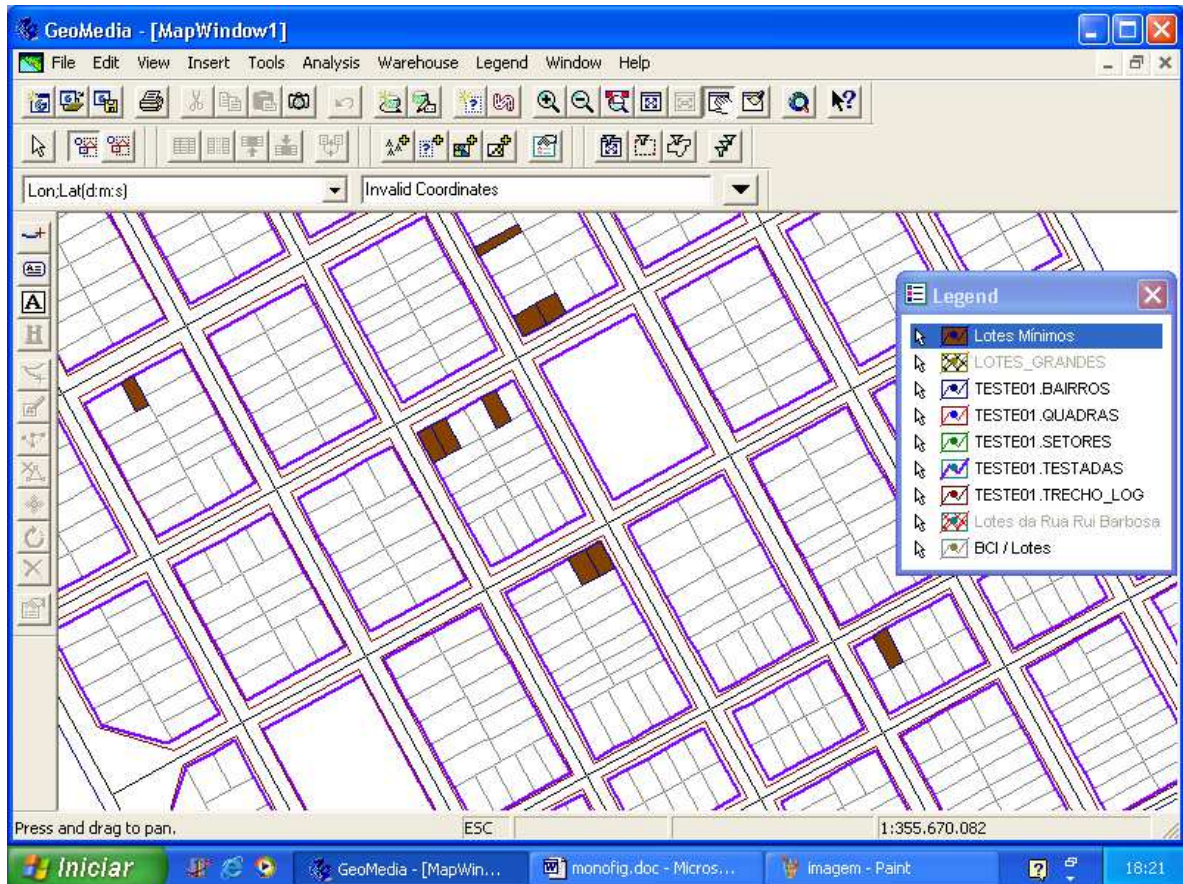 GeoMedia - [MapWindow1]
File Edit View Insert Tools Analysis Warehouse Legend Window Help
Lon;Lat(d:m:s) Invalid Coordinates
A
H
Legend
Lotes Mínimos
LOTES_GRANDES
TESTE01.BAIRROS
TESTE01.QUADRAS
TESTE01.SETORES
TESTE01.TESTADAS
TESTE01.TRECHO_LOG
Lotes da Rua Rui Barbosa
BCI / Lotes
Press and drag to pan. ESC 1:355.670.082
Iniciar GeoMedia - [MapWin... monofig.doc - Micros... imagem - Paint 18:21